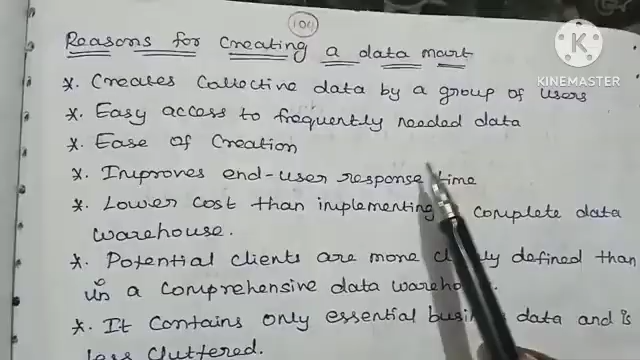 104
Reasons for Creating a data mart
K
KINEMASTER
*. Creates Collective data by a group of users
*. Easy access to frequently needed data
*. Ease of Creation
*. Improves end-user response time
*. Lower Cost than implementing complete data
warehouse.
*. Potential clients are more defined than
in a comprehensive data
*. It Contains only essential data and is
less cluttered.